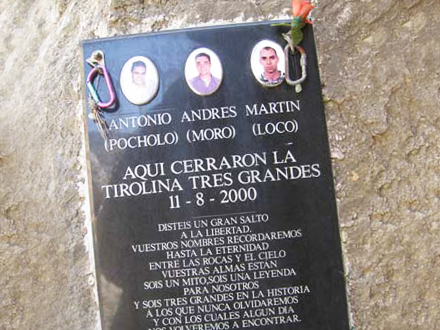 ANTONIO ANDRES MARTIN
(POCHOLO) (MORO) (LOCO)
AQUI CERRARON LA
TIROLINA TRES GRANDES
11 - 8 - 2000
DISTEIS UN GRAN SALTO
A LA LIBERTAD.
VUESTROS NOMBRES RECORDAREMOS
HASTA LA ETERNIDAD
ENTRE LAS ROCAS Y EL CIELO
VUESTRAS ALMAS ESTAN
SOIS UN MITO, SOIS UNA LEYENDA
PARA NOSOTROS
Y SOIS TRES GRANDES EN LA HISTORIA
A LOS QUE NUNCA OLVIDAREMOS
Y CON LOS CUALES ALGUN DIA
NOS VOLVEREMOS A ENCONTRAR.